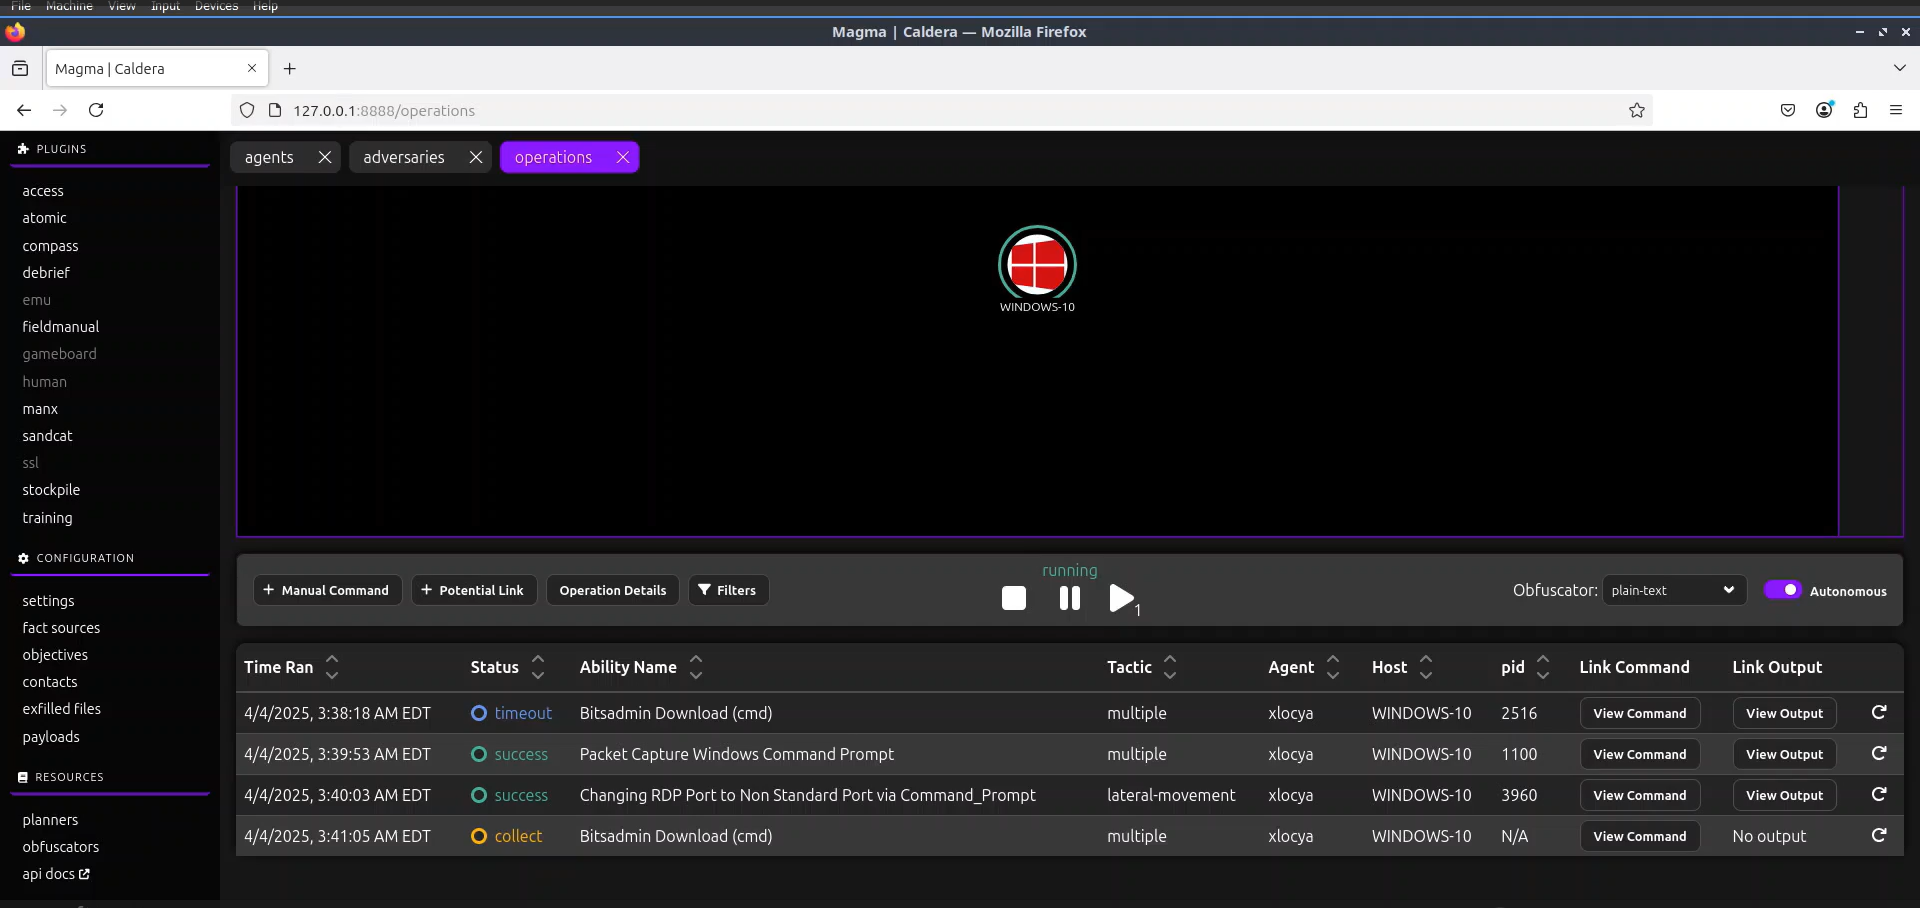 File Machine View Input Devices Help
Magma | Caldera — Mozilla Firefox
Magma | Caldera
127.0.0.1:8888/operations
PLUGINS
access
atomic
compass
debrief
emu
fieldmanual
gameboard
human
manx
sandcat
ssl
stockpile
training
CONFIGURATION
settings
fact sources
objectives
contacts
exfilled files
payloads
RESOURCES
planners
obfuscators
api docs
agents adversaries operations
WINDOWS-10
running
+ Manual Command + Potential Link Operation Details Filters 1 Obfuscator: plain-text Autonomous
Time Ran Status Ability Name Tactic Agent Host pid Link Command Link Output
4/4/2025, 3:38:18 AM EDT timeout Bitsadmin Download (cmd) multiple xlocya WINDOWS-10 2516 View Command View Output
4/4/2025, 3:39:53 AM EDT success Packet Capture Windows Command Prompt multiple xlocya WINDOWS-10 1100 View Command View Output
4/4/2025, 3:40:03 AM EDT success Changing RDP Port to Non Standard Port via Command_Prompt lateral-movement xlocya WINDOWS-10 3960 View Command View Output
4/4/2025, 3:41:05 AM EDT collect Bitsadmin Download (cmd) multiple xlocya WINDOWS-10 N/A View Command No output